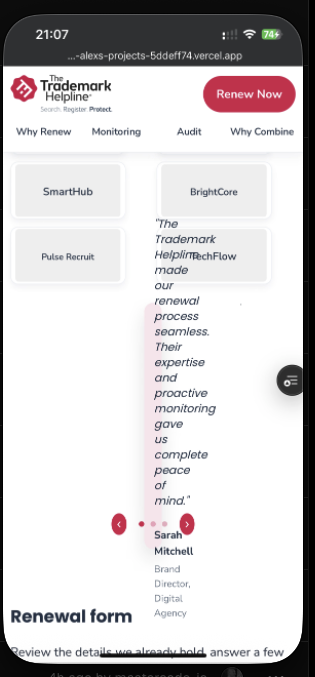 21:07
74
...-alexs-projects-5ddeff74.vercel.app
The
Trademark
Helpline
Search. Register. Protect.
Renew Now
Why Renew Monitoring Audit Why Combine
SmartHub BrightCore
Pulse Recruit TechFlow
"The
Trademark
Helpline
made
our
renewal
process
seamless.
Their
expertise
and
proactive
monitoring
gave
us
complete
peace
of
mind."
Sarah
Mitchell
Brand
Director,
Digital
Agency
Renewal form
Review the details we already hold, answer a few